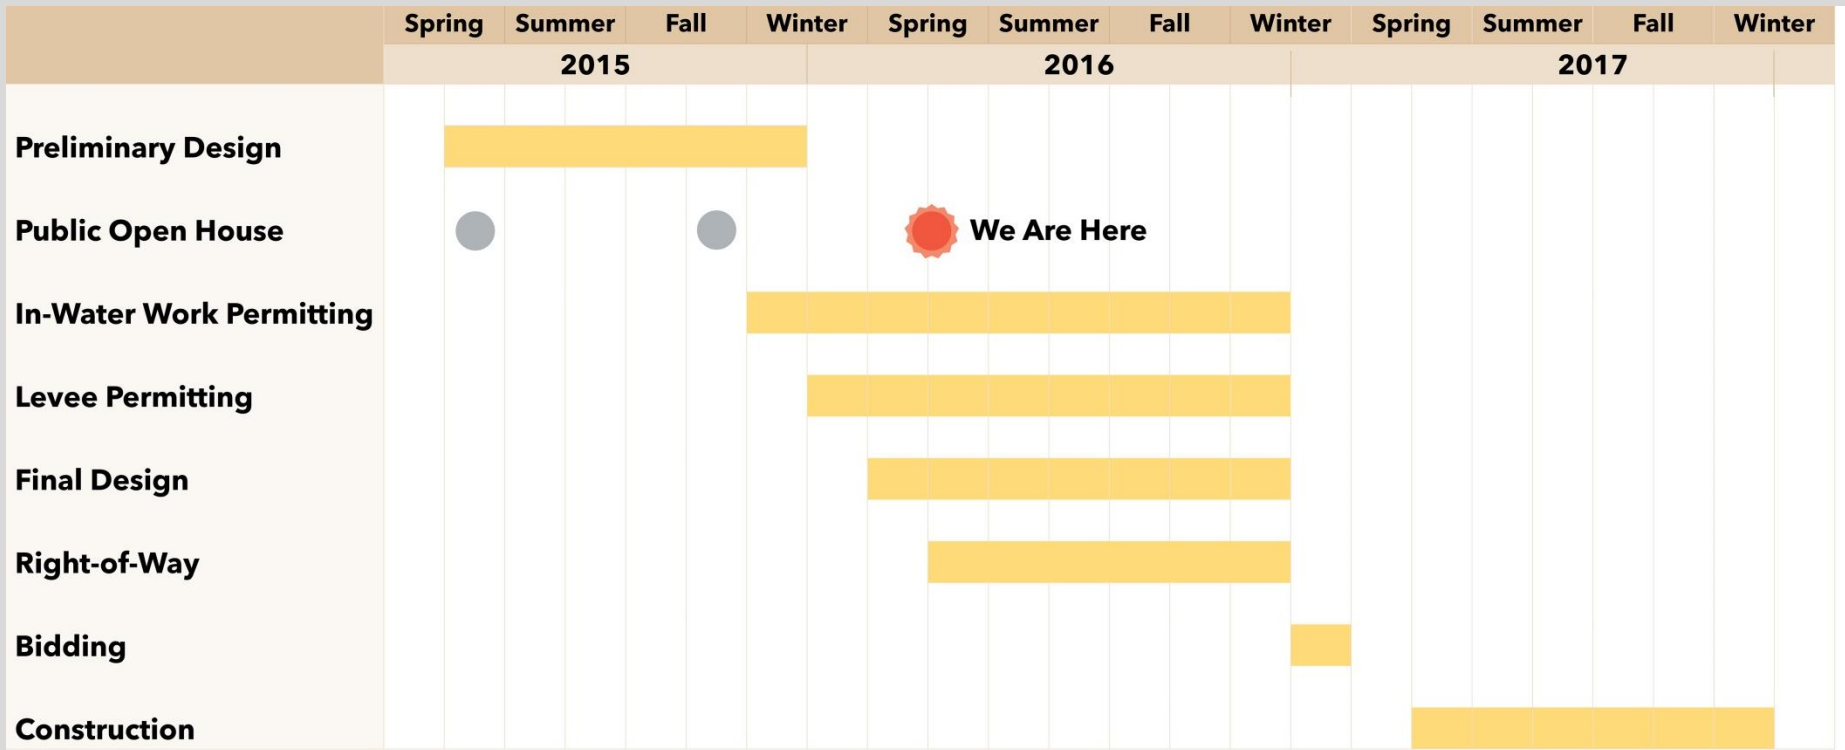 Spring Summer Fall Winter Spring Summer Fall Winter Spring Summer Fall Winter
2015 2016 2017
Preliminary Design
Public Open House We Are Here
In-Water Work Permitting
Levee Permitting
Final Design
Right-of-Way
Bidding
Construction